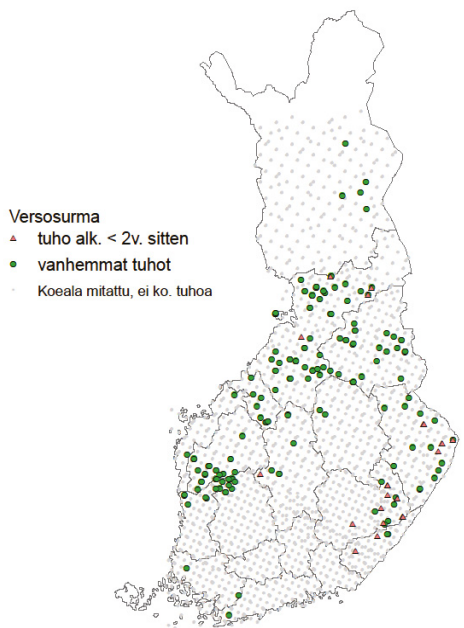 Versosurma
tuho alk. < 2v. sitten
vanhemmat tuhot
Koeala mitattu, ei ko. tuhoa